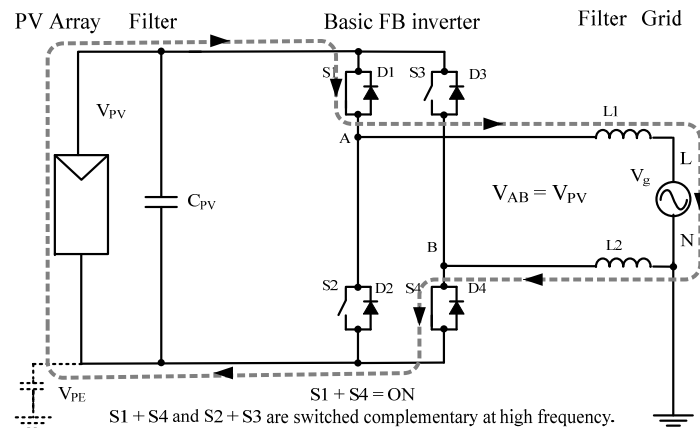 PV Array Filter Basic FB inverter Filter Grid
S1 D1 S3 D3
V_PV
L1
A
L
V_g
C_PV
V_AB = V_PV
B
N
L2
S2 D2 S4 D4
V_PE
S1 + S4 = ON
S1 + S4 and S2 + S3 are switched complementary at high frequency.